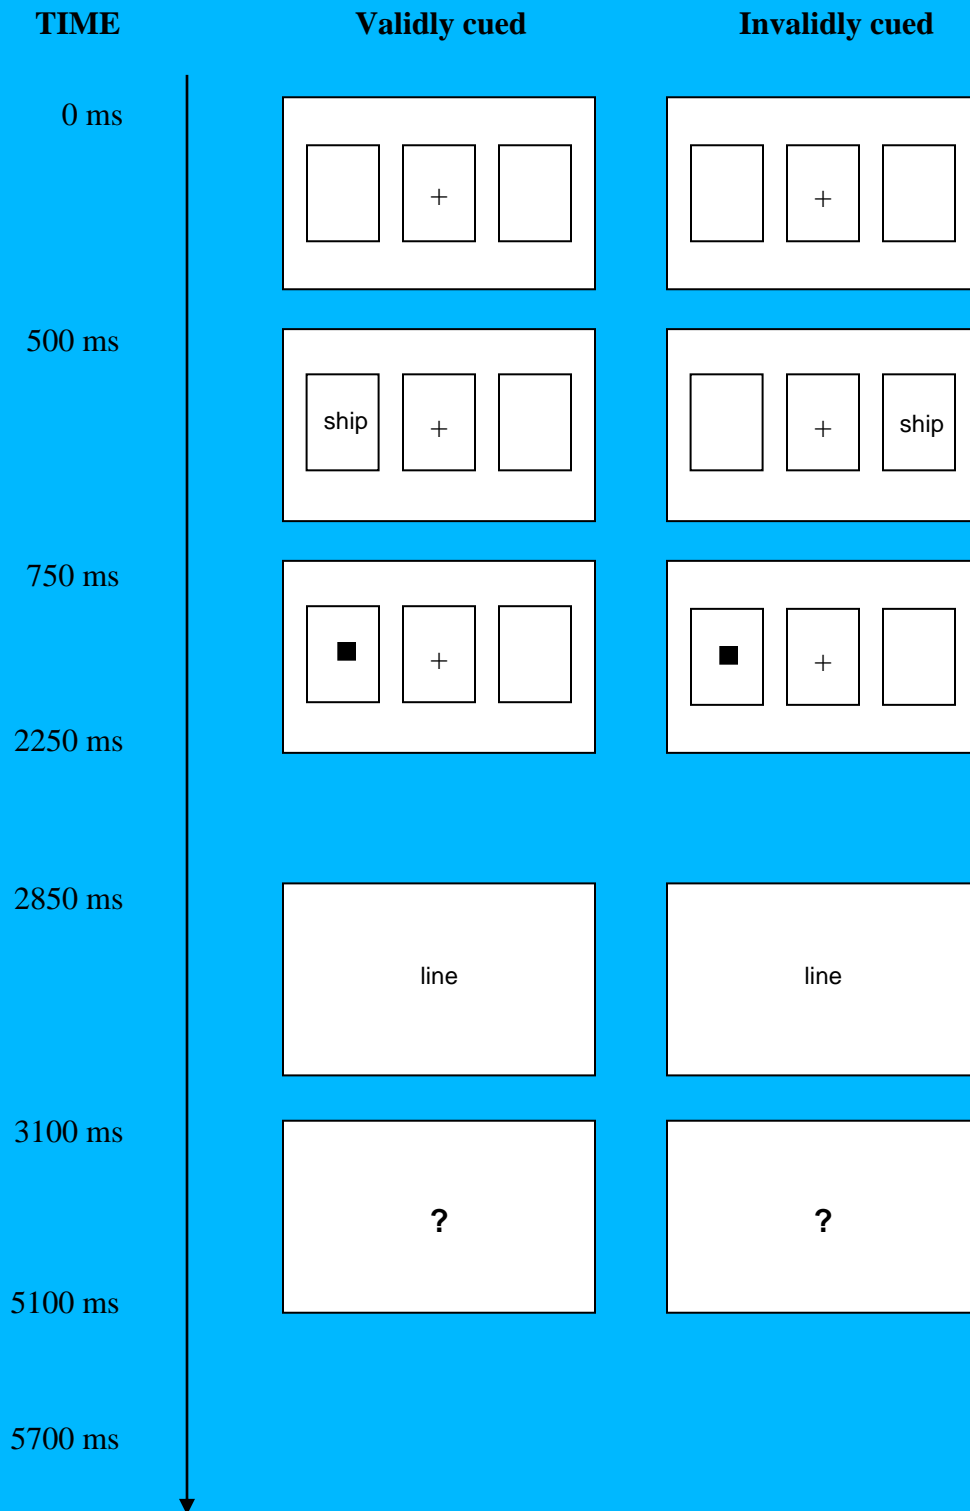 TIME Validly cued Invalidly cued
0 ms
+ +
500 ms
ship + + ship
750 ms
+ +
2250 ms
2850 ms
line line
3100 ms
? ?
5100 ms
5700 ms